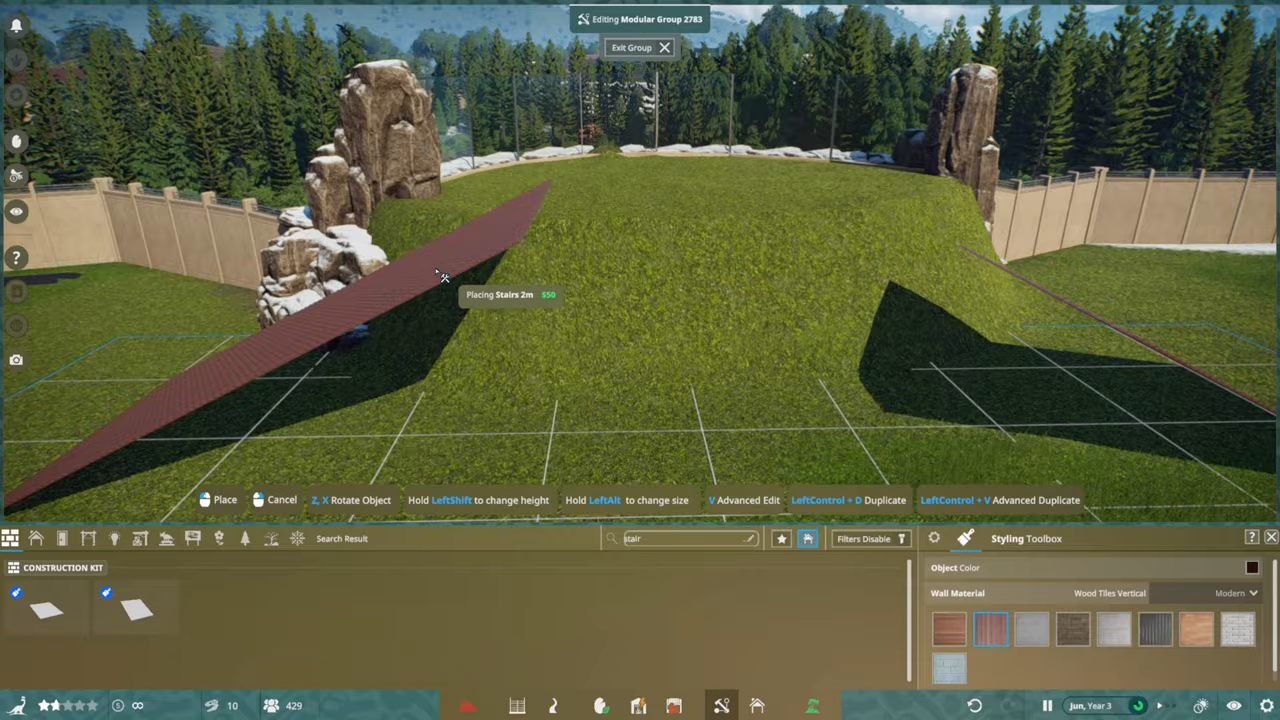 Editing Modular Group 2783
Exit Group
Placing Stairs 2m $50
Place
Cancel
Z, X Rotate Object
Hold LeftShift to change height
Hold LeftAlt to change size
V Advanced Edit
LeftControl + D Duplicate
LeftControl + V Advanced Duplicate
Search Result
stair
Filters Disable
Styling Toolbox
?
CONSTRUCTION KIT
Object Color
Wall Material
Wood Tiles Vertical
Modern
10
429
Jun, Year 3